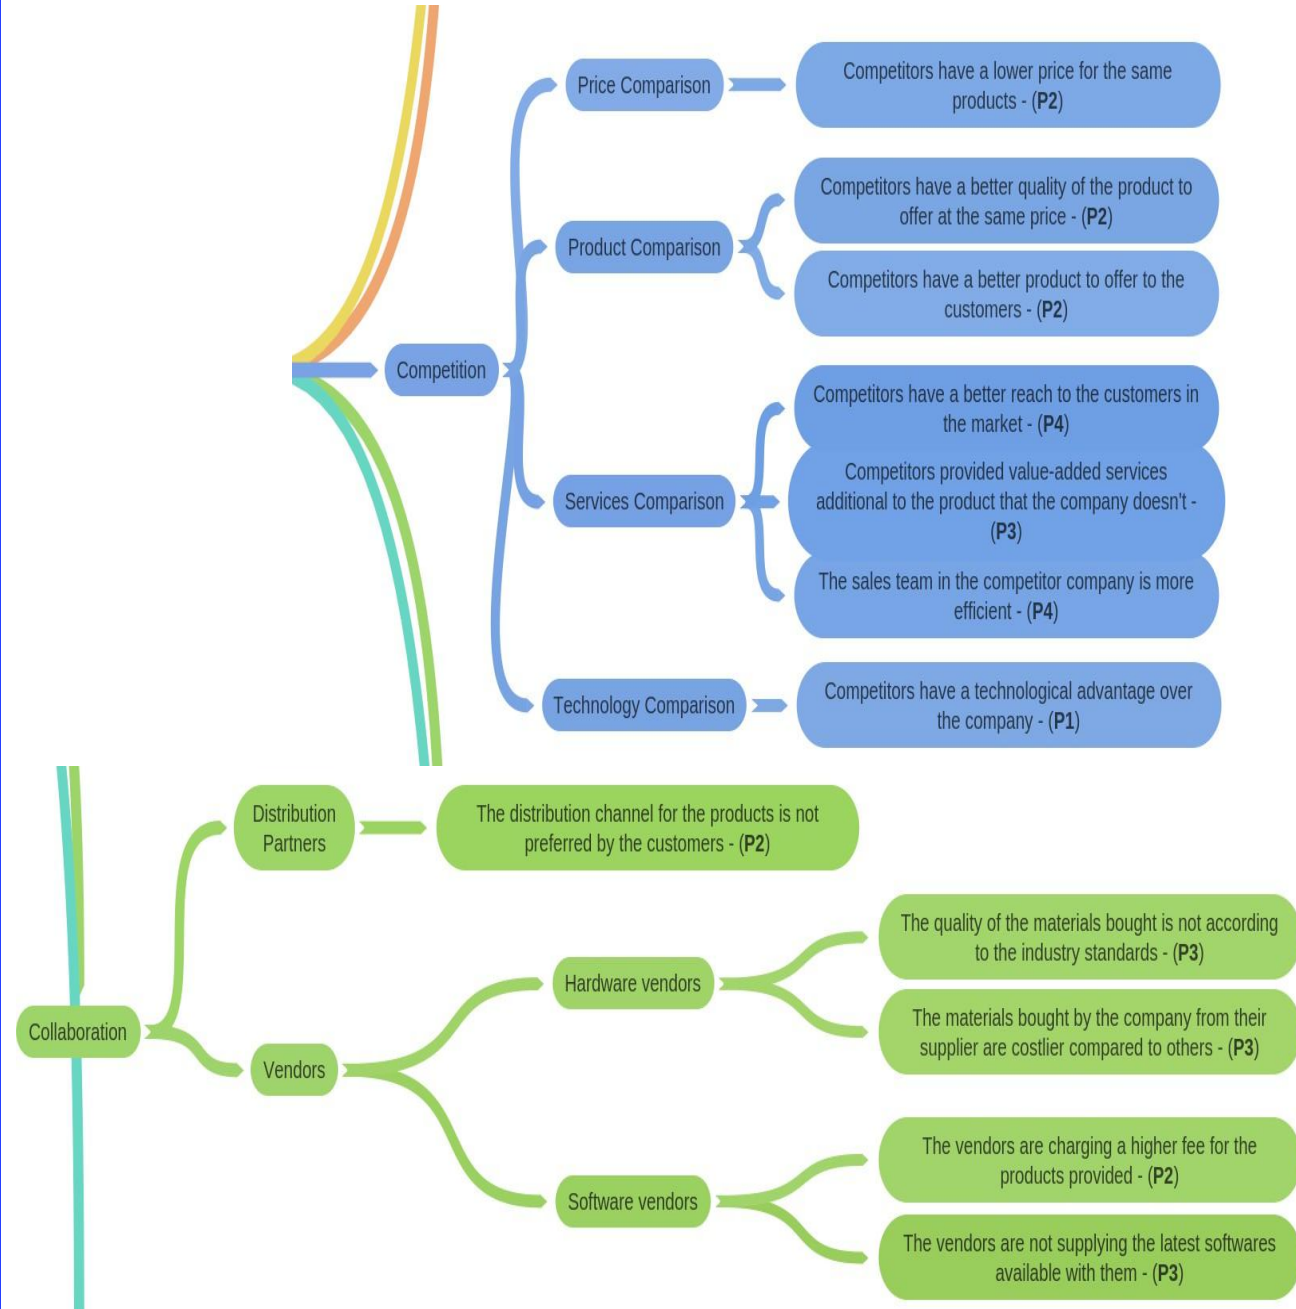 Price Comparison
Competitors have a lower price for the same
products - (P2)
Product Comparison
Competitors have a better quality of the product to
offer at the same price - (P2)
Competitors have a better product to offer to the
customers - (P2)
Competition
Services Comparison
Competitors have a better reach to the customers in
the market - (P4)
Competitors provided value-added services
additional to the product that the company doesn't -
(P3)
The sales team in the competitor company is more
efficient - (P4)
Technology Comparison
Competitors have a technological advantage over
the company - (P1)
Distribution
Partners
The distribution channel for the products is not
preferred by the customers - (P2)
Collaboration
Vendors
Hardware vendors
The quality of the materials bought is not according
to the industry standards - (P3)
The materials bought by the company from their
supplier are costlier compared to others - (P3)
Software vendors
The vendors are charging a higher fee for the
products provided - (P2)
The vendors are not supplying the latest softwares
available with them - (P3)